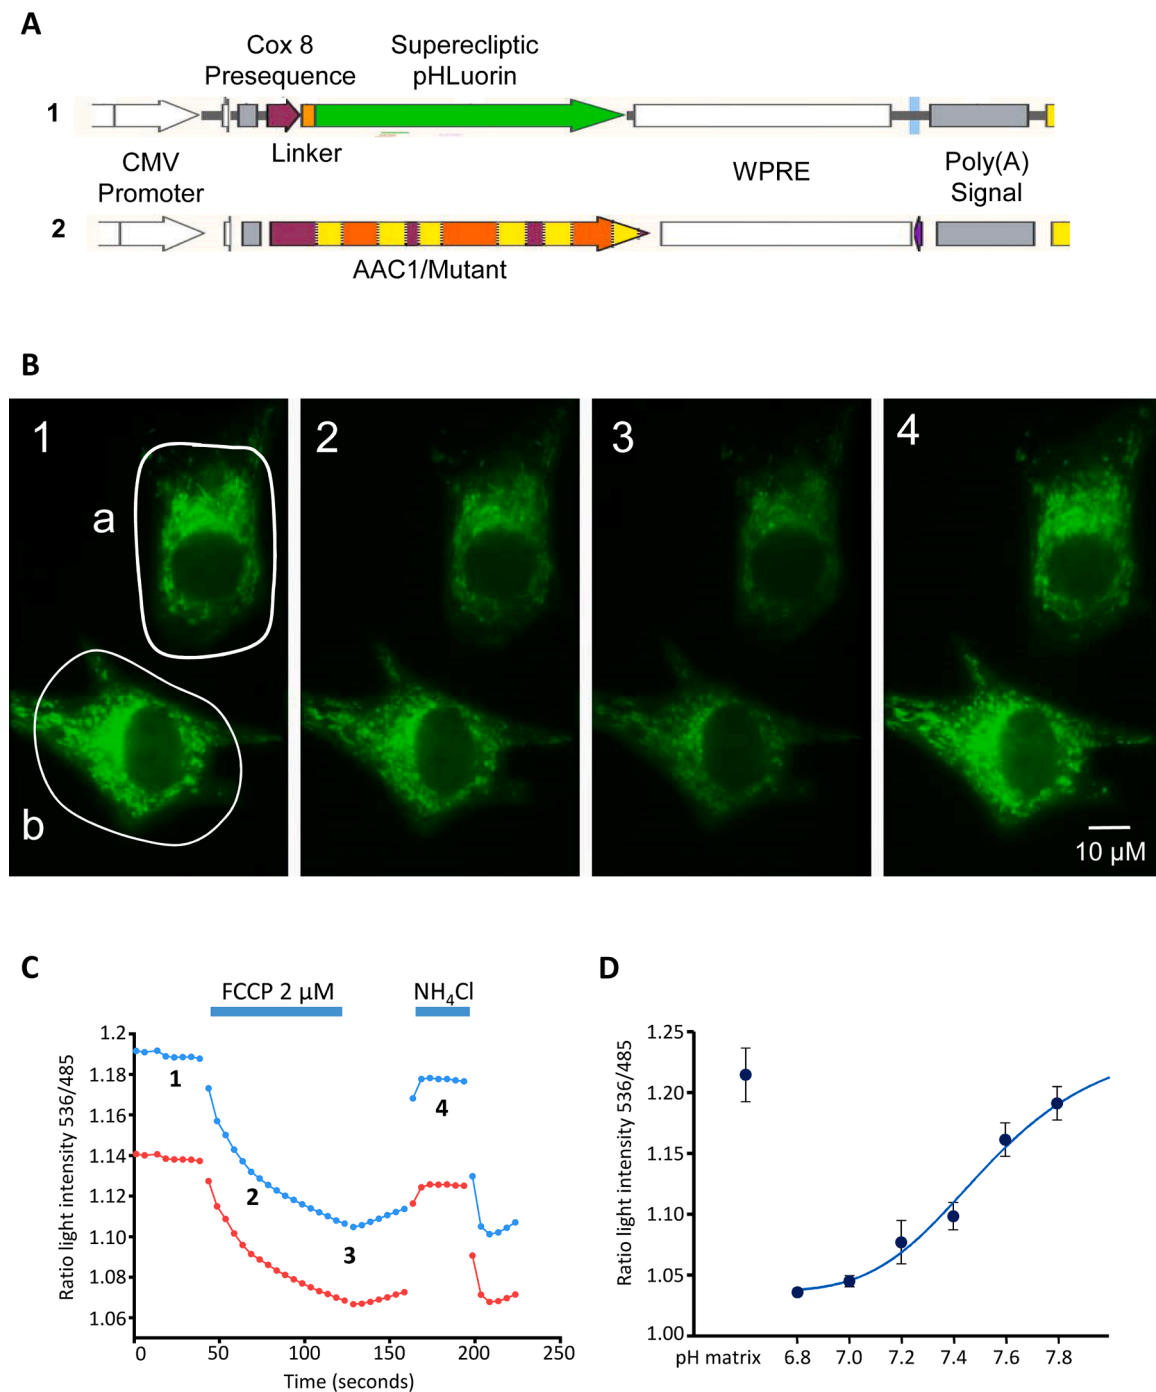 A
Cox 8
Presequence
Superecliptic
pHLuorin
1
Linker
CMV
Promoter
WPRE
Poly(A)
Signal
2
AAC1/Mutant
B
1
2
3
4
a
b
10 µM
C
FCCP 2 µM
NH4Cl
Ratio light intensity 536/485
1.2
1.18
1.16
1.14
1.12
1.10
1.08
1.06
1
2
3
4
0 50 100 150 200 250
Time (seconds)
D
Ratio light intensity 536/485
1.25
1.20
1.15
1.10
1.05
1.00
pH matrix 6.8 7.0 7.2 7.4 7.6 7.8